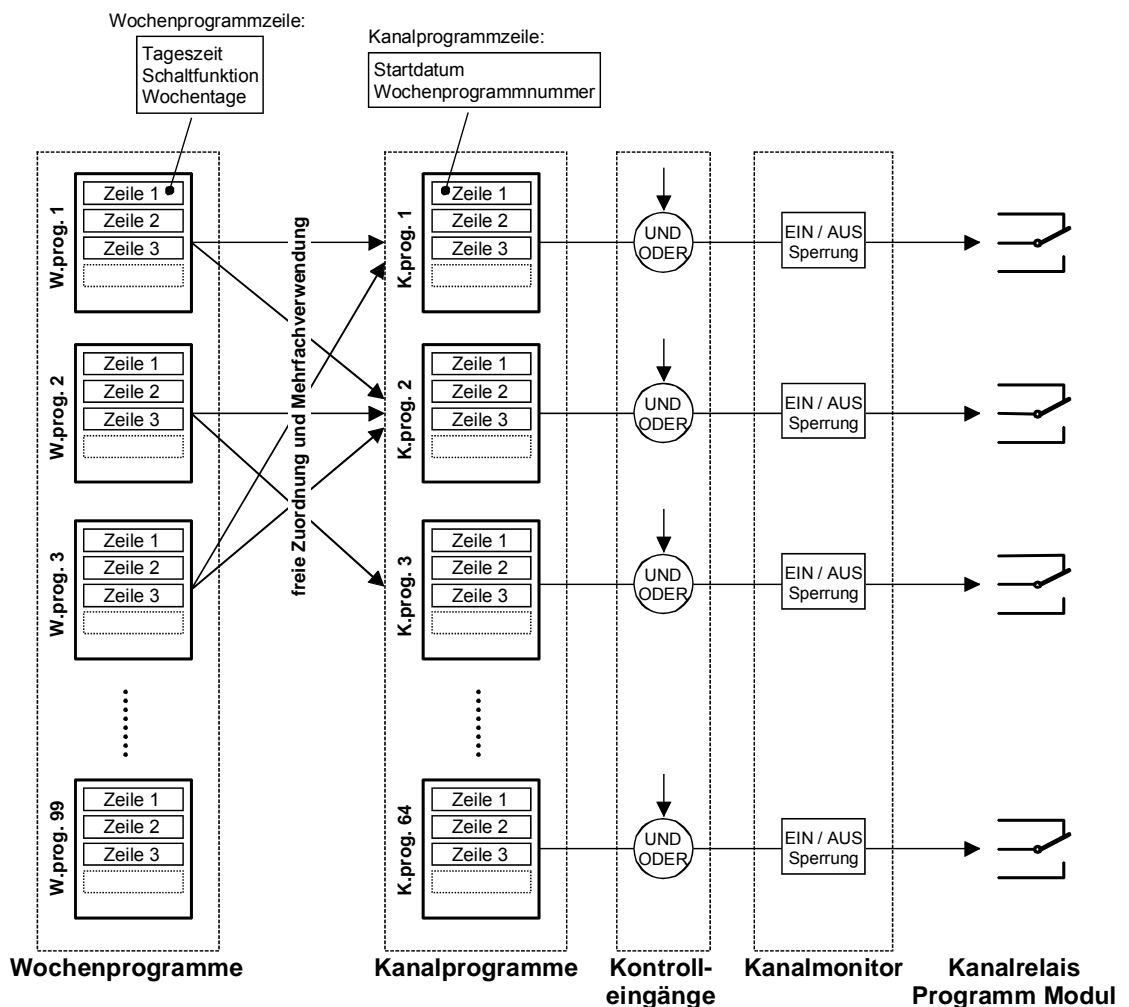 Wochenprogrammzeile:
Tageszeit
Schaltfunktion
Wochentage
Kanalprogrammzeile:
Startdatum
Wochenprogrammnummer
W.prog. 1
Zeile 1
Zeile 2
Zeile 3
W.prog. 2
Zeile 1
Zeile 2
Zeile 3
W.prog. 3
Zeile 1
Zeile 2
Zeile 3
W.prog. 99
Zeile 1
Zeile 2
Zeile 3
freie Zuordnung und Mehrfachverwendung
K.prog. 1
Zeile 1
Zeile 2
Zeile 3
K.prog. 2
Zeile 1
Zeile 2
Zeile 3
K.prog. 3
Zeile 1
Zeile 2
Zeile 3
K.prog. 64
Zeile 1
Zeile 2
Zeile 3
UND
ODER
UND
ODER
UND
ODER
UND
ODER
EIN / AUS
Sperrung
EIN / AUS
Sperrung
EIN / AUS
Sperrung
EIN / AUS
Sperrung
Wochenprogramme
Kanalprogramme
Kontroll-
eingänge
Kanalmonitor
Kanalrelais
Programm Modul